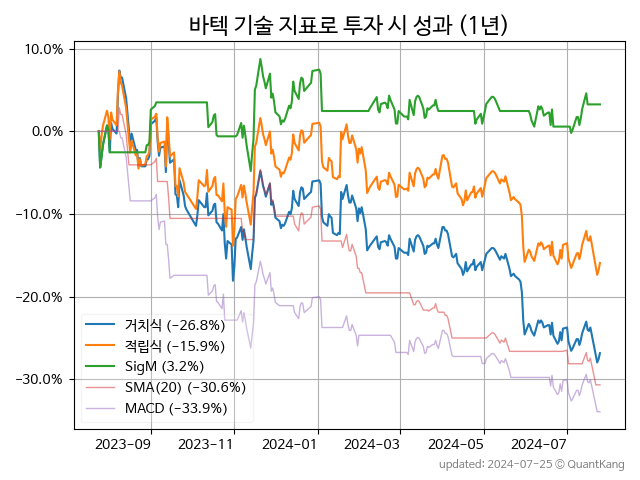 바텍 기술 지표로 투자 시 성과 (1년)
10.0%
0.0%
−10.0%
−20.0%
−30.0%
거치식 (−26.8%)
적립식 (−15.9%)
SigM (3.2%)
SMA(20) (−30.6%)
MACD (−33.9%)
2023−09
2023−11
2024−01
2024−03
2024−05
2024−07
updated: 2024−07−25 © QuantKang